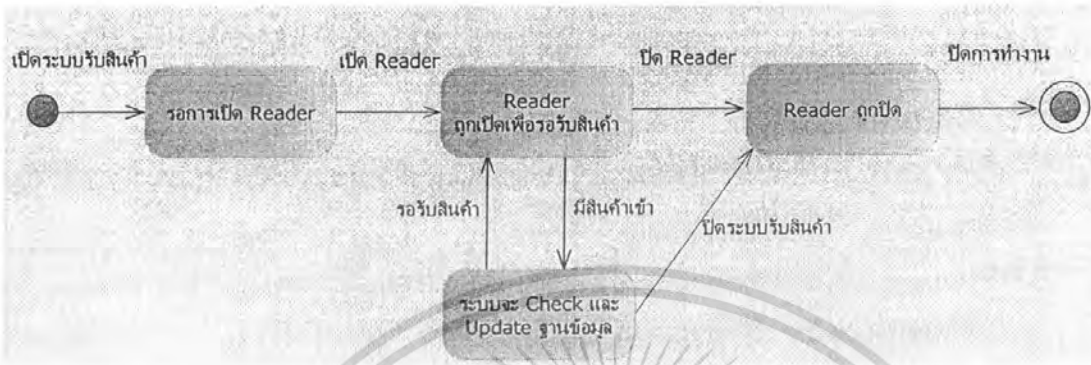 เปิดระบบรับสินค้า
เปิด Reader
ปิด Reader
ปิดการทำงาน
รอการเปิด Reader
Reader
ถูกเปิดเพื่อรอรับสินค้า
Reader ถูกปิด
รอรับสินค้า
มีสินค้าเข้า
ปิดระบบรับสินค้า
ระบบจะ Check และ
Update ฐานข้อมูล